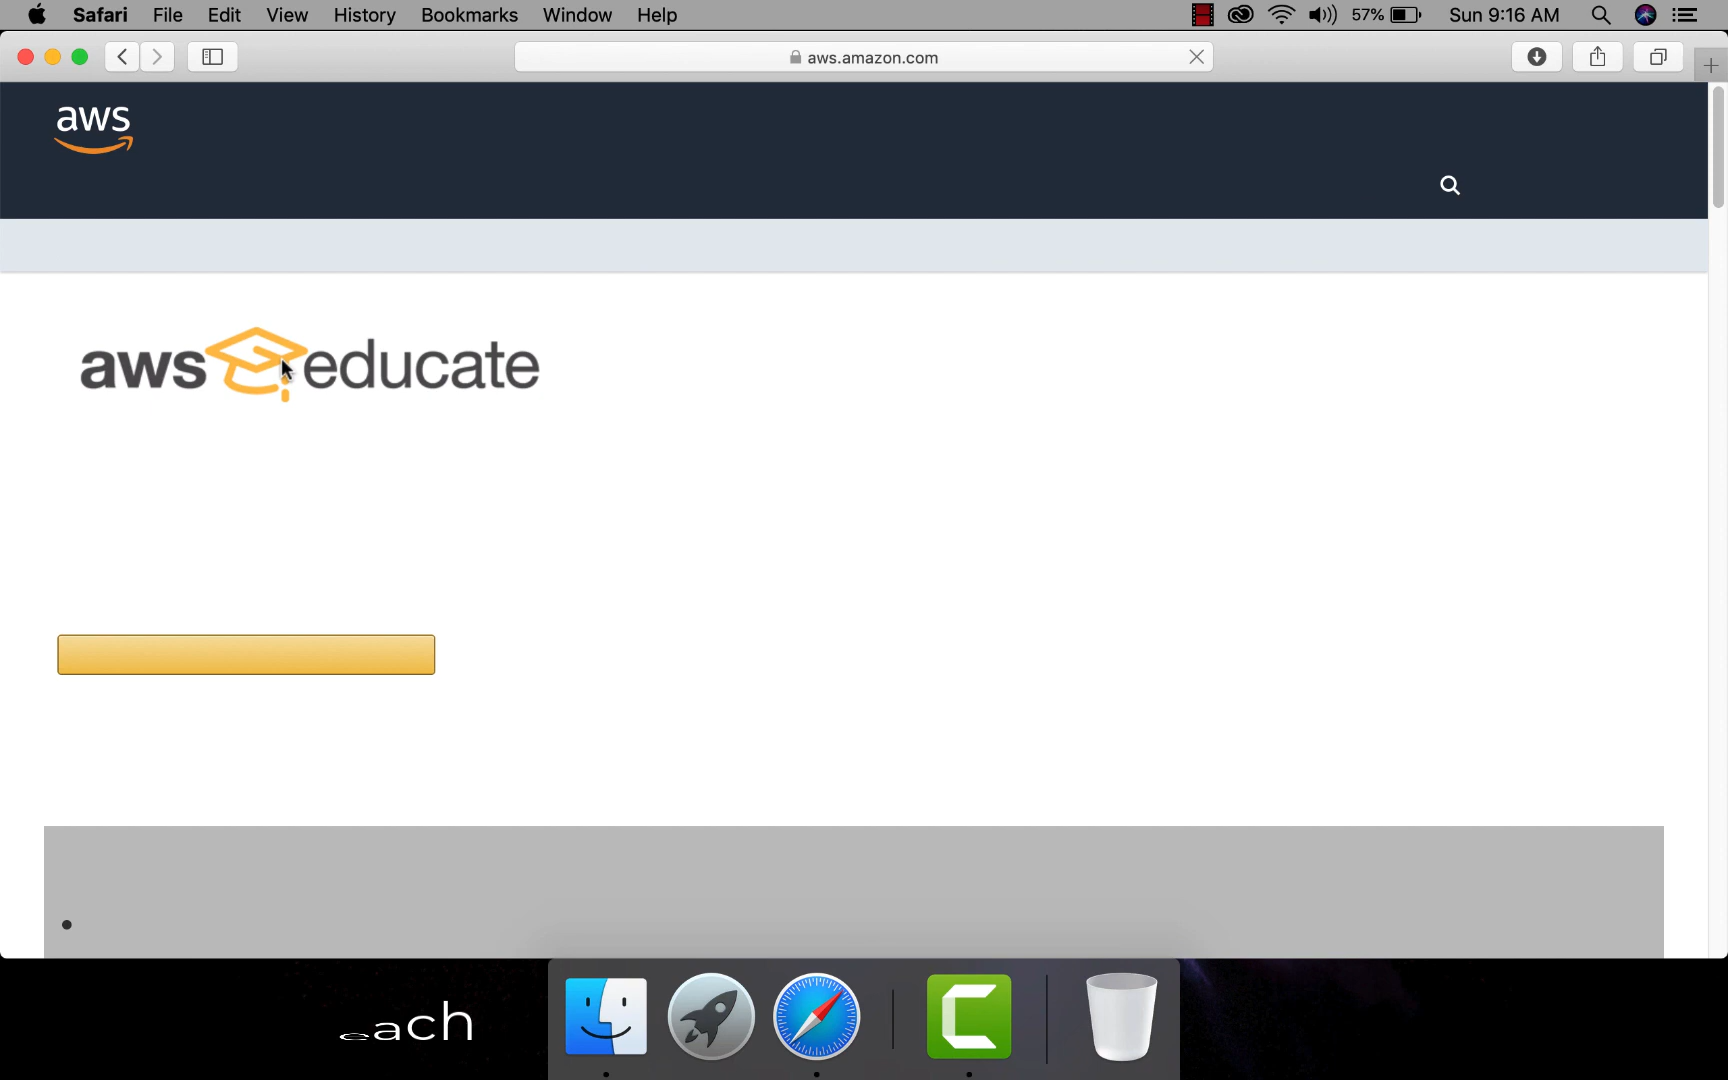 Safari File Edit View History Bookmarks Window Help 57% Sun 9:16 AM
aws.amazon.com
aws
aws educate
each